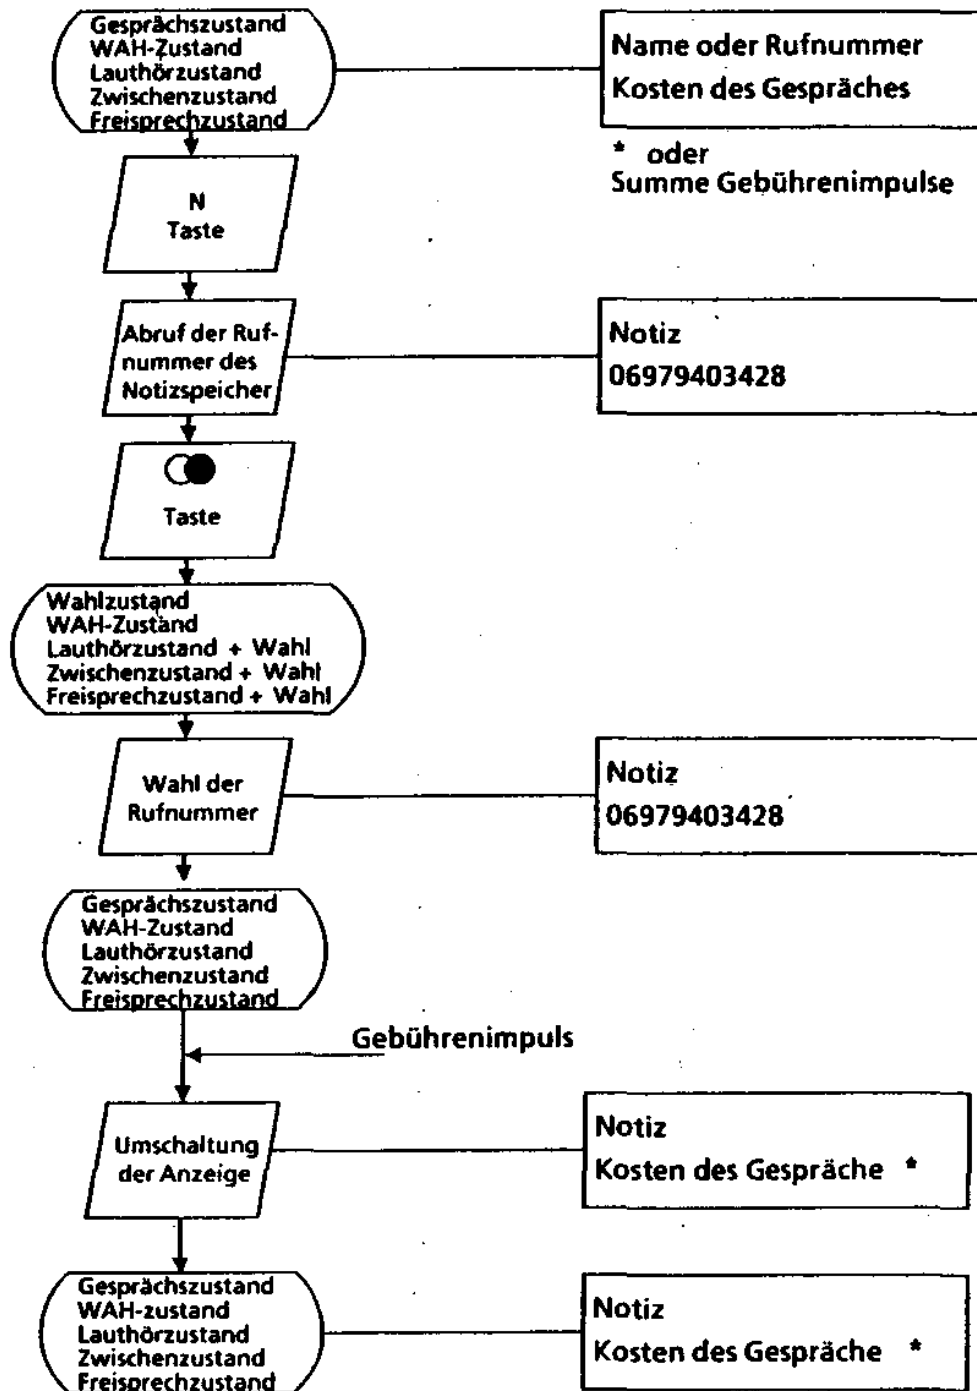 Gesprächszustand
WAH-Zustand
Lauthörzustand
Zwischenzustand
Freisprechzustand
Name oder Rufnummer
Kosten des Gespräches
* oder
Summe Gebührenimpulse
N
Taste
Abruf der Ruf-
nummer des
Notizspeicher
Notiz
06979403428
Taste
Wahlzustand
WAH-Zustand
Lauthörzustand + Wahl
Zwischenzustand + Wahl
Freisprechzustand + Wahl
Wahl der
Rufnummer
Notiz
06979403428
Gesprächszustand
WAH-Zustand
Lauthörzustand
Zwischenzustand
Freisprechzustand
Gebührenimpuls
Umschaltung
der Anzeige
Notiz
Kosten des Gespräche *
Gesprächszustand
WAH-zustand
Lauthörzustand
Zwischenzustand
Freisprechzustand
Notiz
Kosten des Gespräche *